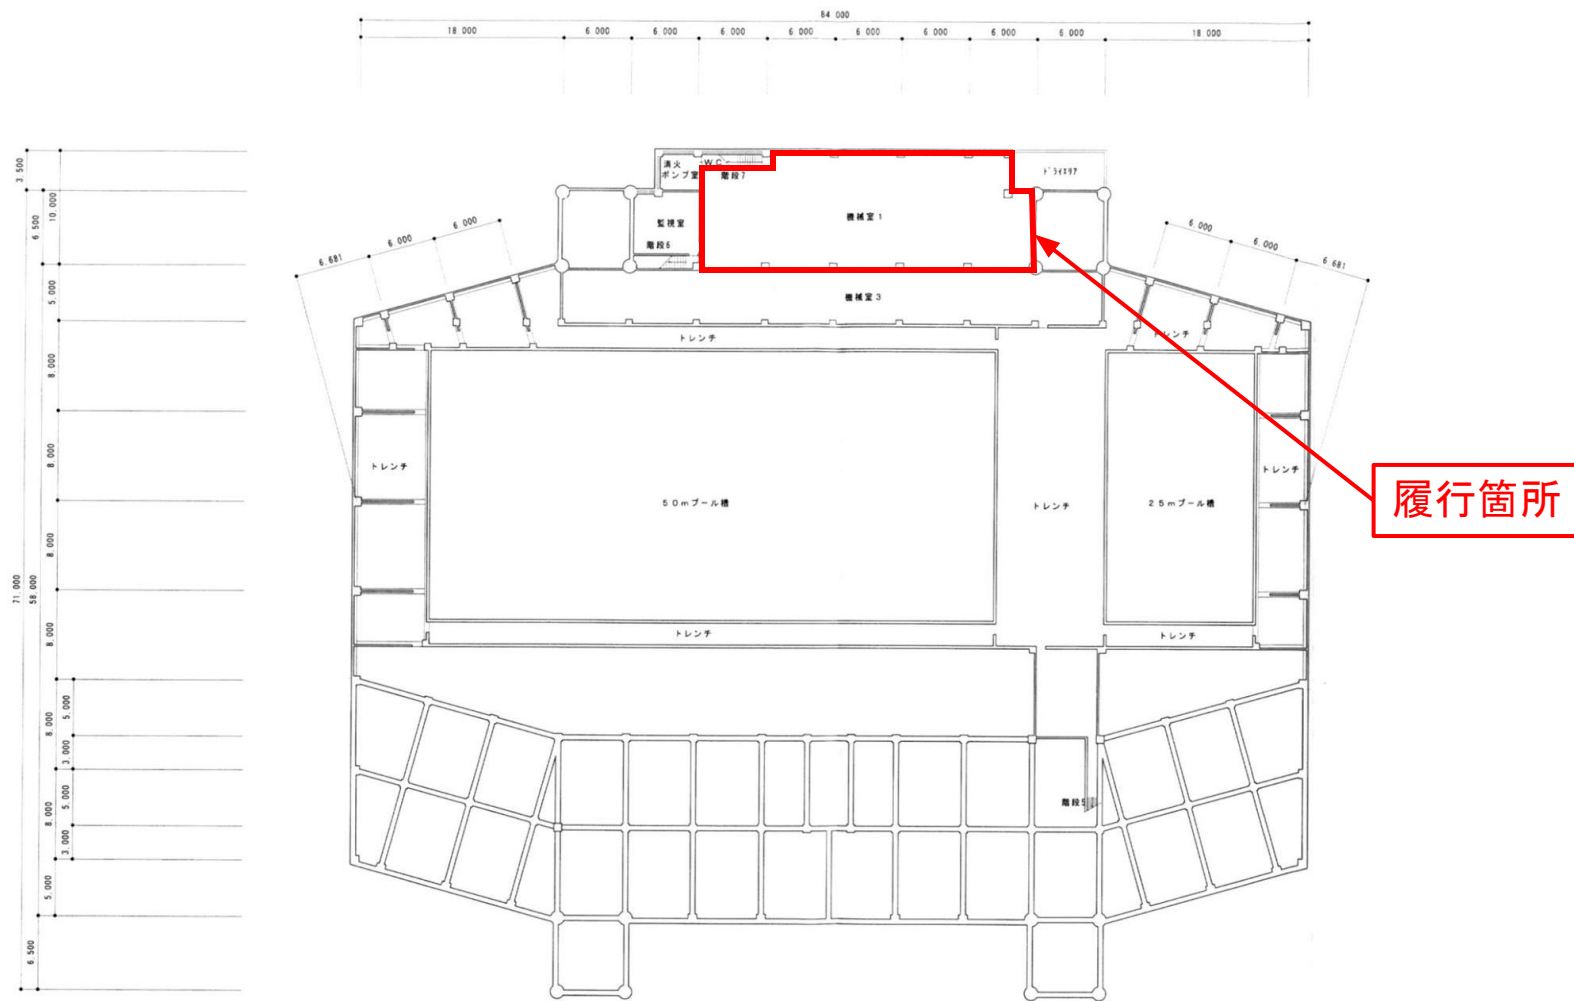 84 000
18 000
6 000
6 000
6 000
6 000
6 000
6 000
6 000
6 000
18 000
3.500
10.000
6.500
5.000
8.000
8.000
8.000
8.000
71.000
58.000
8.000
5.000
3.000
8.000
5.000
3.000
5.000
6 500
6.681
6.000
6.000
6.000
6.000
6.681
消火
ポンプ室
WC
階段7
ドライエリア
監視室
階段6
機械室1
機械室3
トレンチ
トレンチ
トレンチ
50mプール槽
トレンチ
25mプール槽
トレンチ
履行箇所
トレンチ
トレンチ
階段5